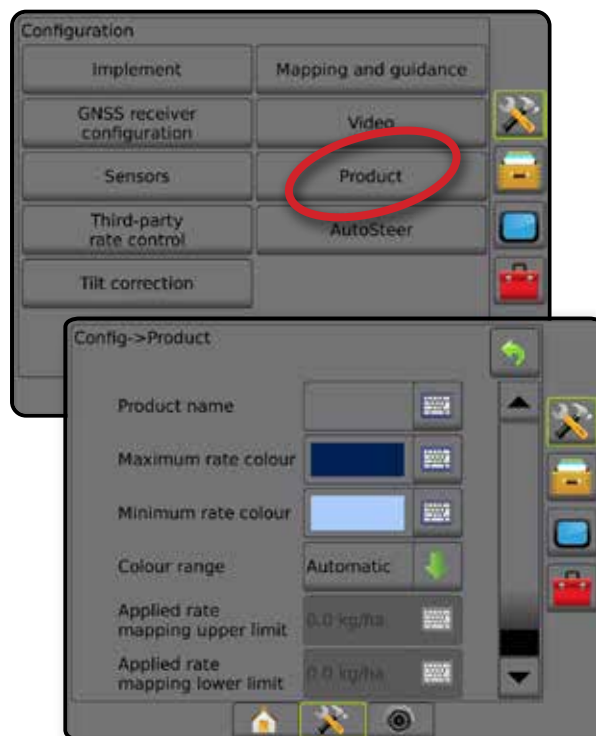 Configuration
Implement
Mapping and guidance
GNSS receiver
configuration
Video
Sensors
Product
Third-party
rate control
AutoSteer
Tilt correction
Config->Product
Product name
Maximum rate colour
Minimum rate colour
Colour range
Automatic
Applied rate
mapping upper limit
0.0 kg/ha
Applied rate
mapping lower limit
0.0 kg/ha